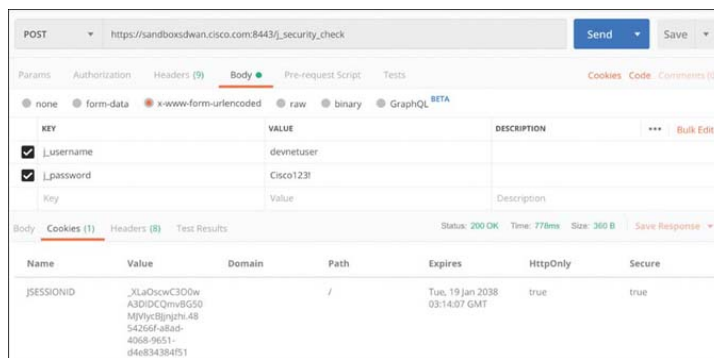 POST https://sandboxsdwan.cisco.com:8443/j_security_check Send Save
Params Authorization Headers (9) Body Pre-request Script Tests Cookies Code Comments (0
none form-data x-www-form-urlencoded raw binary GraphQL BETA
KEY VALUE DESCRIPTION ••• Bulk Edit
j_username devnetuser
j_password Cisco123!
Key Value Description
Body Cookies (1) Headers (8) Test Results Status: 200 OK Time: 778ms Size: 360 B Save Response
Name Value Domain Path Expires HttpOnly Secure
JSESSIONID _XLaOscwC3O0w / Tue, 19 Jan 2038 true true
A3DIDCQmvBG50 03:14:07 GMT
MJVlycBJjnjzhi.48
54266f-a8ad-
4068-9651-
d4e834384f51